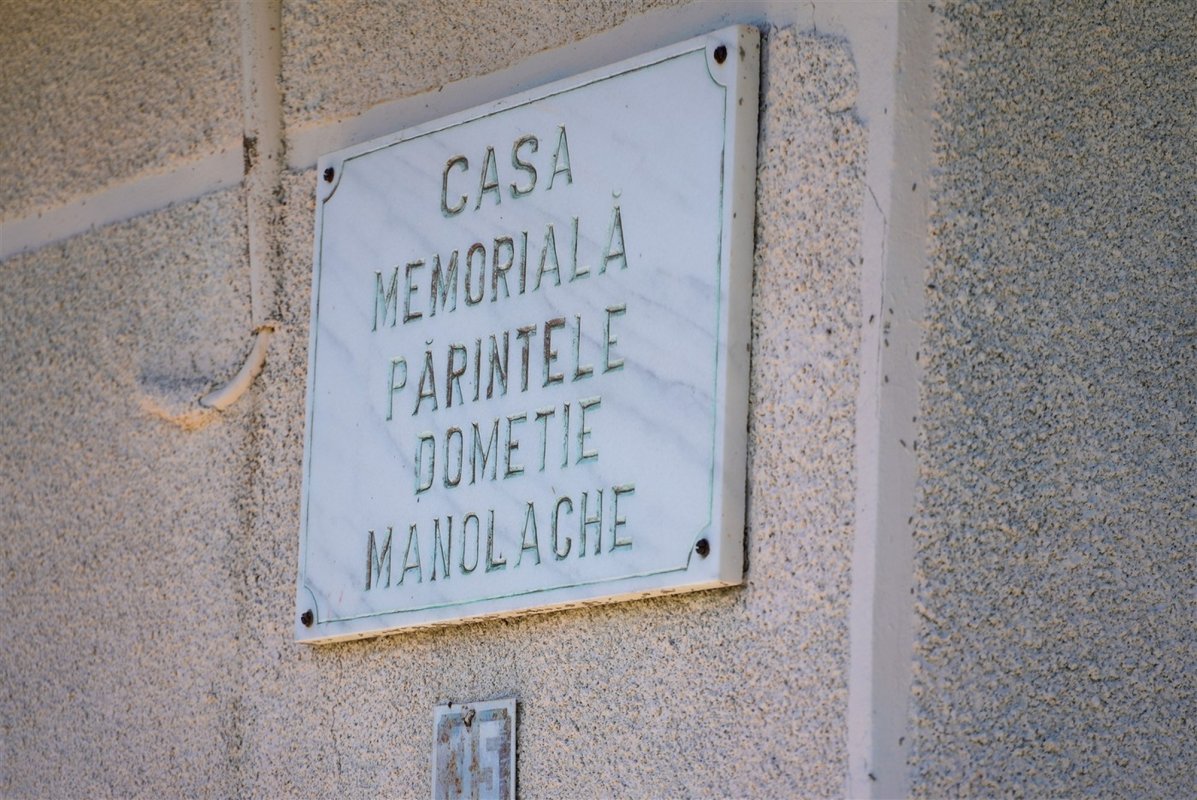 CASA
MEMORIALĂ
PĂRINTELE
DOMETIE
MANOLACHE